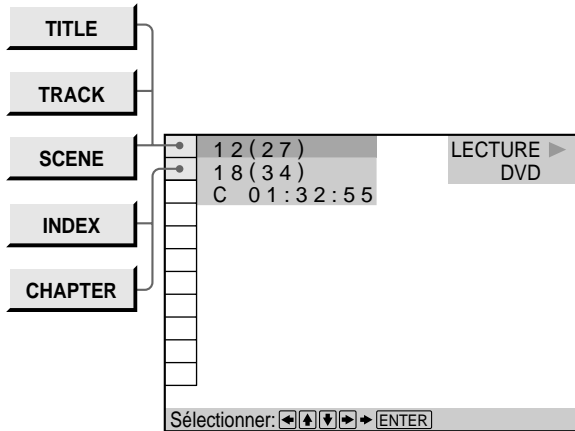 TITLE
TRACK
SCENE
INDEX
CHAPTER
12(27)
18(34)
C 01:32:55
LECTURE ▶
DVD
Sélectionner: ← ↑ ↓ → → ENTER